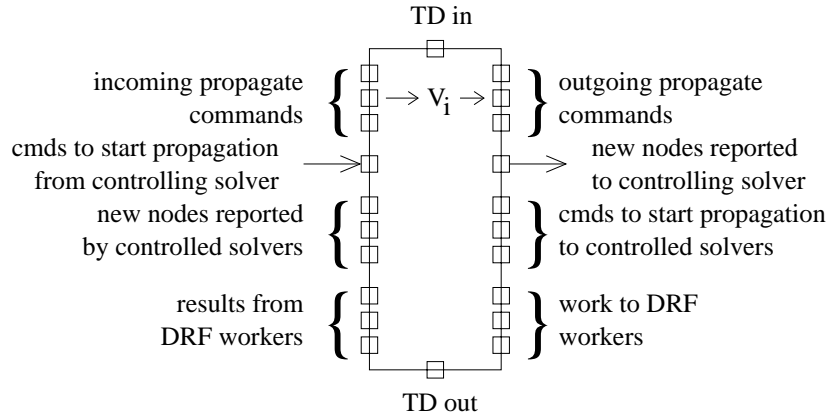 TD in
incoming propagate
commands
V_i
outgoing propagate
commands
cmds to start propagation
from controlling solver
new nodes reported
to controlling solver
new nodes reported
by controlled solvers
cmds to start propagation
to controlled solvers
results from
DRF workers
work to DRF
workers
TD out